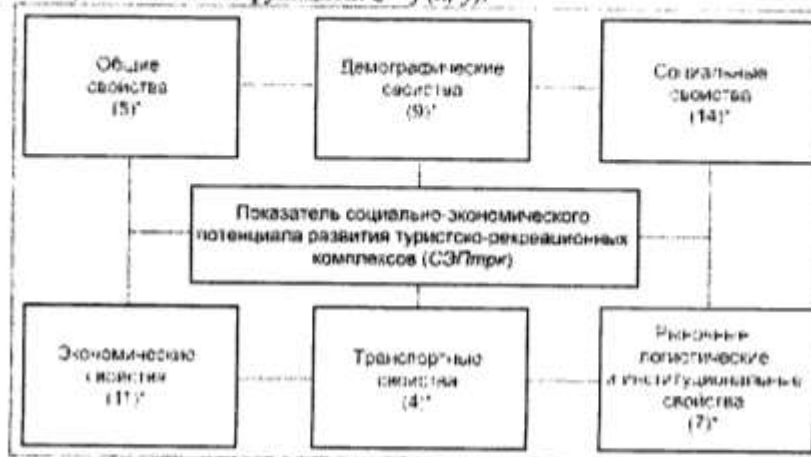 Общие
свойства
(5)*
Демографические
свойства
(9)*
Социальные
свойства
(14)*
Показатель социально-экономического
потенциала развития туристско-рекреационных
комплексов (СЭПтрк)
Экономические
свойства
(11)*
Транспортные
свойства
(4)*
Рыночные
логистические
и институциональные
свойства
(7)*